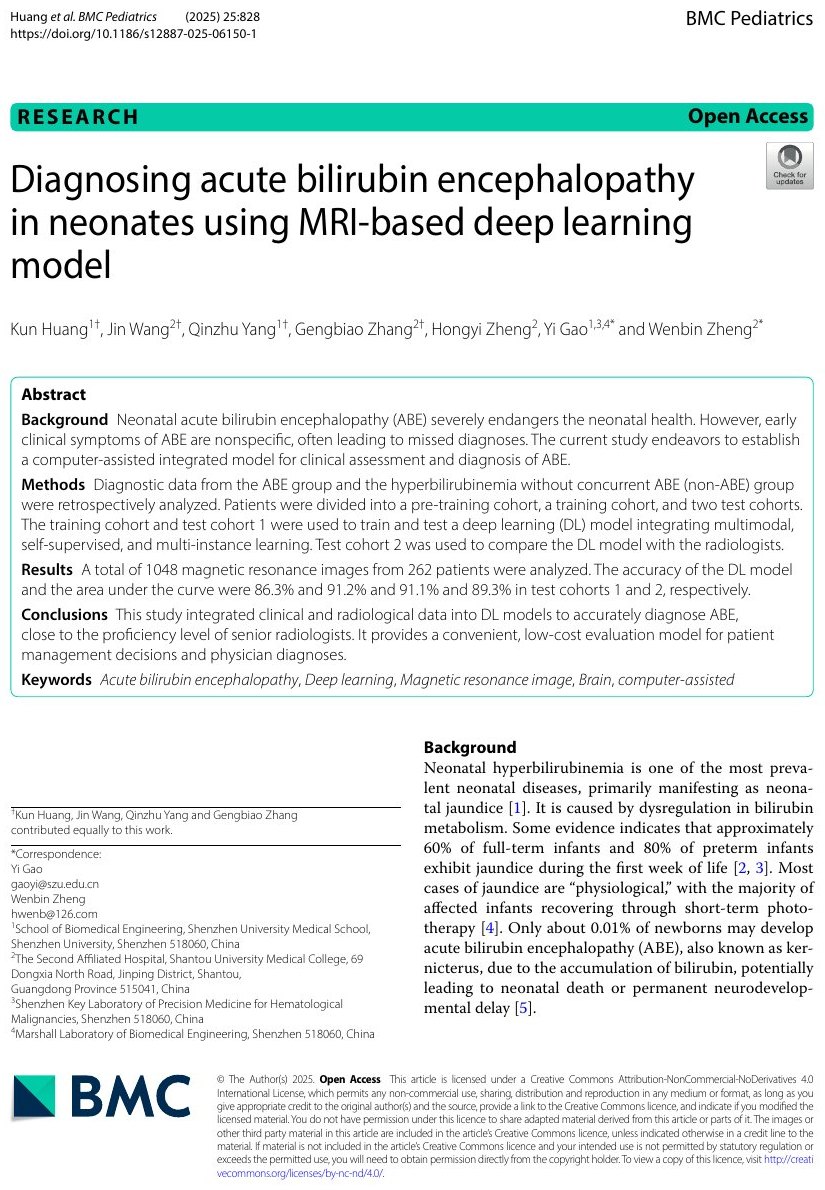 Huang et al. BMC Pediatrics (2025) 25:828
https://doi.org/10.1186/s12887-025-06150-1
BMC Pediatrics
RESEARCH
Open Access
Check for
updates
Diagnosing acute bilirubin encephalopathy
in neonates using MRI-based deep learning
model
Kun Huang1†, Jin Wang2†, Qinzhu Yang1†, Gengbiao Zhang2†, Hongyi Zheng2, Yi Gao1,3,4* and Wenbin Zheng2*
Abstract
Background Neonatal acute bilirubin encephalopathy (ABE) severely endangers the neonatal health. However, early
clinical symptoms of ABE are nonspecific, often leading to missed diagnoses. The current study endeavors to establish
a computer-assisted integrated model for clinical assessment and diagnosis of ABE.
Methods Diagnostic data from the ABE group and the hyperbilirubinemia without concurrent ABE (non-ABE) group
were retrospectively analyzed. Patients were divided into a pre-training cohort, a training cohort, and two test cohorts.
The training cohort and test cohort 1 were used to train and test a deep learning (DL) model integrating multimodal,
self-supervised, and multi-instance learning. Test cohort 2 was used to compare the DL model with the radiologists.
Results A total of 1048 magnetic resonance images from 262 patients were analyzed. The accuracy of the DL model
and the area under the curve were 86.3% and 91.2% and 91.1% and 89.3% in test cohorts 1 and 2, respectively.
Conclusions This study integrated clinical and radiological data into DL models to accurately diagnose ABE,
close to the proficiency level of senior radiologists. It provides a convenient, low-cost evaluation model for patient
management decisions and physician diagnoses.
Keywords Acute bilirubin encephalopathy, Deep learning, Magnetic resonance image, Brain, computer-assisted
†Kun Huang, Jin Wang, Qinzhu Yang and Gengbiao Zhang
contributed equally to this work.
*Correspondence:
Yi Gao
gaoyi@szu.edu.cn
Wenbin Zheng
hwenb@126.com
1School of Biomedical Engineering, Shenzhen University Medical School,
Shenzhen University, Shenzhen 518060, China
2The Second Affiliated Hospital, Shantou University Medical College, 69
Dongxia North Road, Jinping District, Shantou,
Guangdong Province 515041, China
3Shenzhen Key Laboratory of Precision Medicine for Hematological
Malignancies, Shenzhen 518060, China
4Marshall Laboratory of Biomedical Engineering, Shenzhen 518060, China
Background
Neonatal hyperbilirubinemia is one of the most preva-
lent neonatal diseases, primarily manifesting as neona-
tal jaundice [1]. It is caused by dysregulation in bilirubin
metabolism. Some evidence indicates that approximately
60% of full-term infants and 80% of preterm infants
exhibit jaundice during the first week of life [2, 3]. Most
cases of jaundice are “physiological,” with the majority of
affected infants recovering through short-term photo-
therapy [4]. Only about 0.01% of newborns may develop
acute bilirubin encephalopathy (ABE), also known as ker-
nicterus, due to the accumulation of bilirubin, potentially
leading to neonatal death or permanent neurodevelop-
mental delay [5].
BMC
© The Author(s) 2025. Open Access This article is licensed under a Creative Commons Attribution-NonCommercial-NoDerivatives 4.0
International License, which permits any non-commercial use, sharing, distribution and reproduction in any medium or format, as long as you
give appropriate credit to the original author(s) and the source, provide a link to the Creative Commons licence, and indicate if you modified the
licensed material. You do not have permission under this licence to share adapted material derived from this article or parts of it. The images or
other third party material in this article are included in the article’s Creative Commons licence, unless indicated otherwise in a credit line to the
material. If material is not included in the article’s Creative Commons licence and your intended use is not permitted by statutory regulation or
exceeds the permitted use, you will need to obtain permission directly from the copyright holder. To view a copy of this licence, visit http://creati
vecommons.org/licenses/by-nc-nd/4.0/.